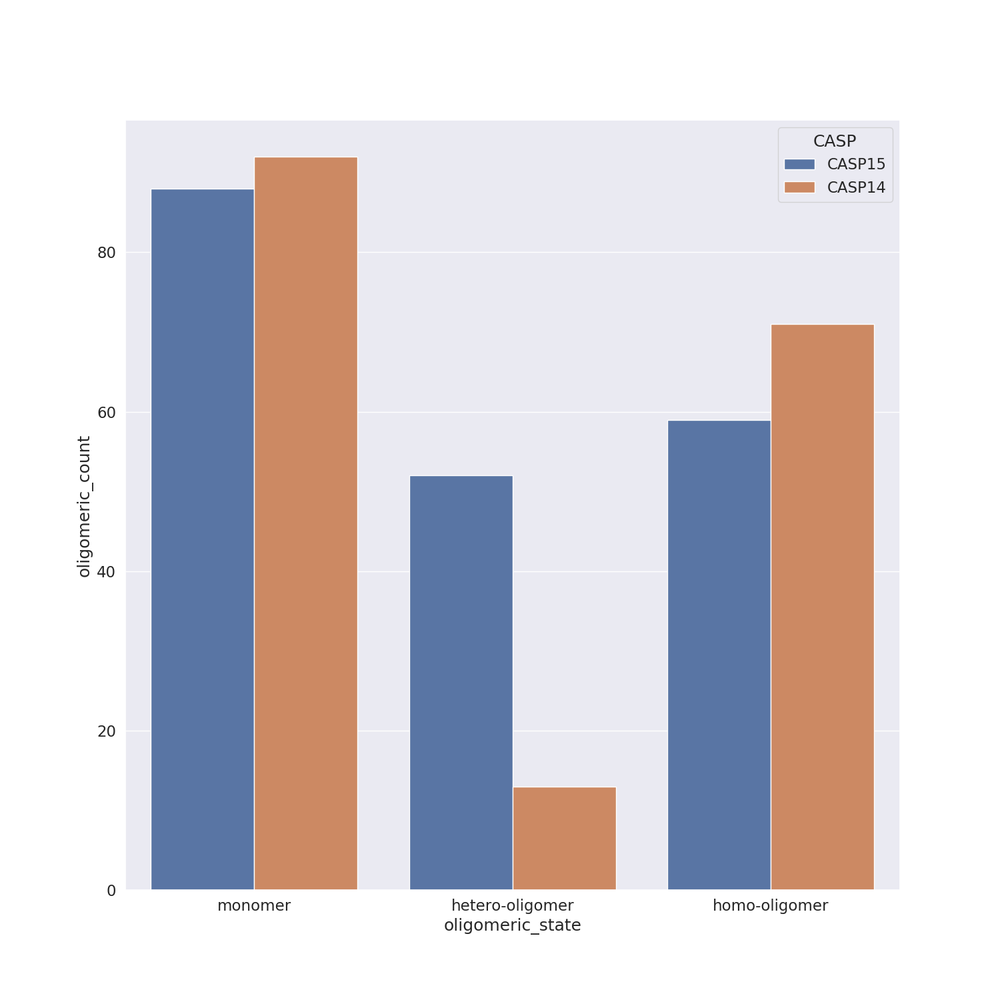 CASP
CASP15
CASP14
80
60
40
20
0
oligomeric_count
monomer
hetero-oligomer
homo-oligomer
oligomeric_state